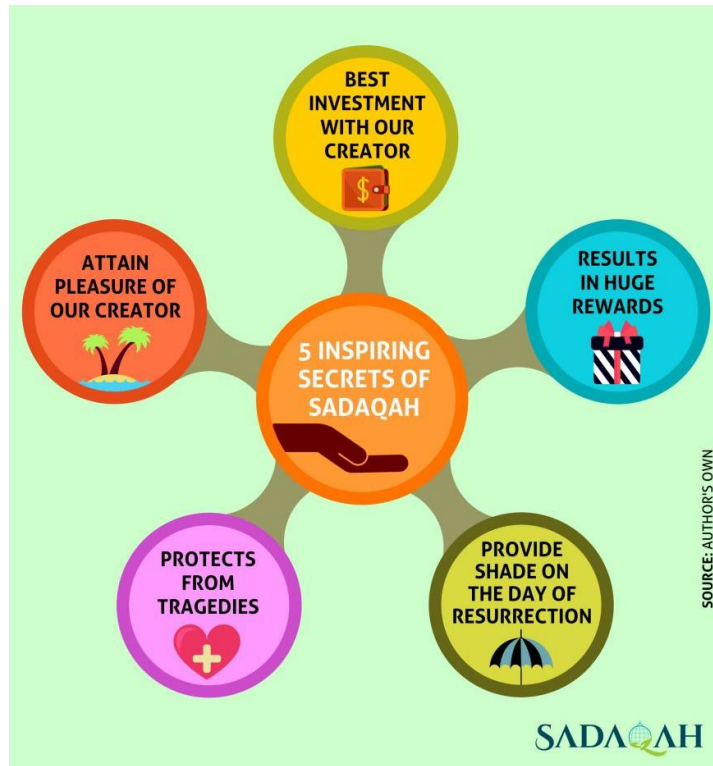 5 INSPIRING
SECRETS OF
SADAQAH
BEST
INVESTMENT
WITH OUR
CREATOR
$
RESULTS
IN HUGE
REWARDS
PROVIDE
SHADE ON
THE DAY OF
RESURRECTION
PROTECTS
FROM
TRAGEDIES
ATTAIN
PLEASURE OF
OUR CREATOR
SOURCE: AUTHOR'S OWN
SADAQAH